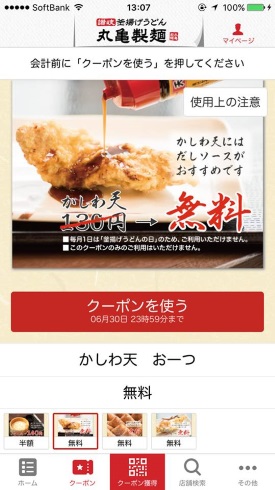 SoftBank 13:07 100%
讃岐釜揚げうどん
丸亀製麺
マイページ
会計前に「クーポンを使う」を押してください
使用上の注意
かしわ天には
だしソースが
おすすめです
かしわ天
130円→無料
■毎月1日は「釜揚げうどんの日」のため、ご利用いただけません。
■このクーポンのみのご利用はいただけません。
クーポンを使う
06月30日 23時59分まで
かしわ天 お一つ
無料
半額 無料 無料 無料
ホーム クーポン クーポン獲得 店舗検索 その他